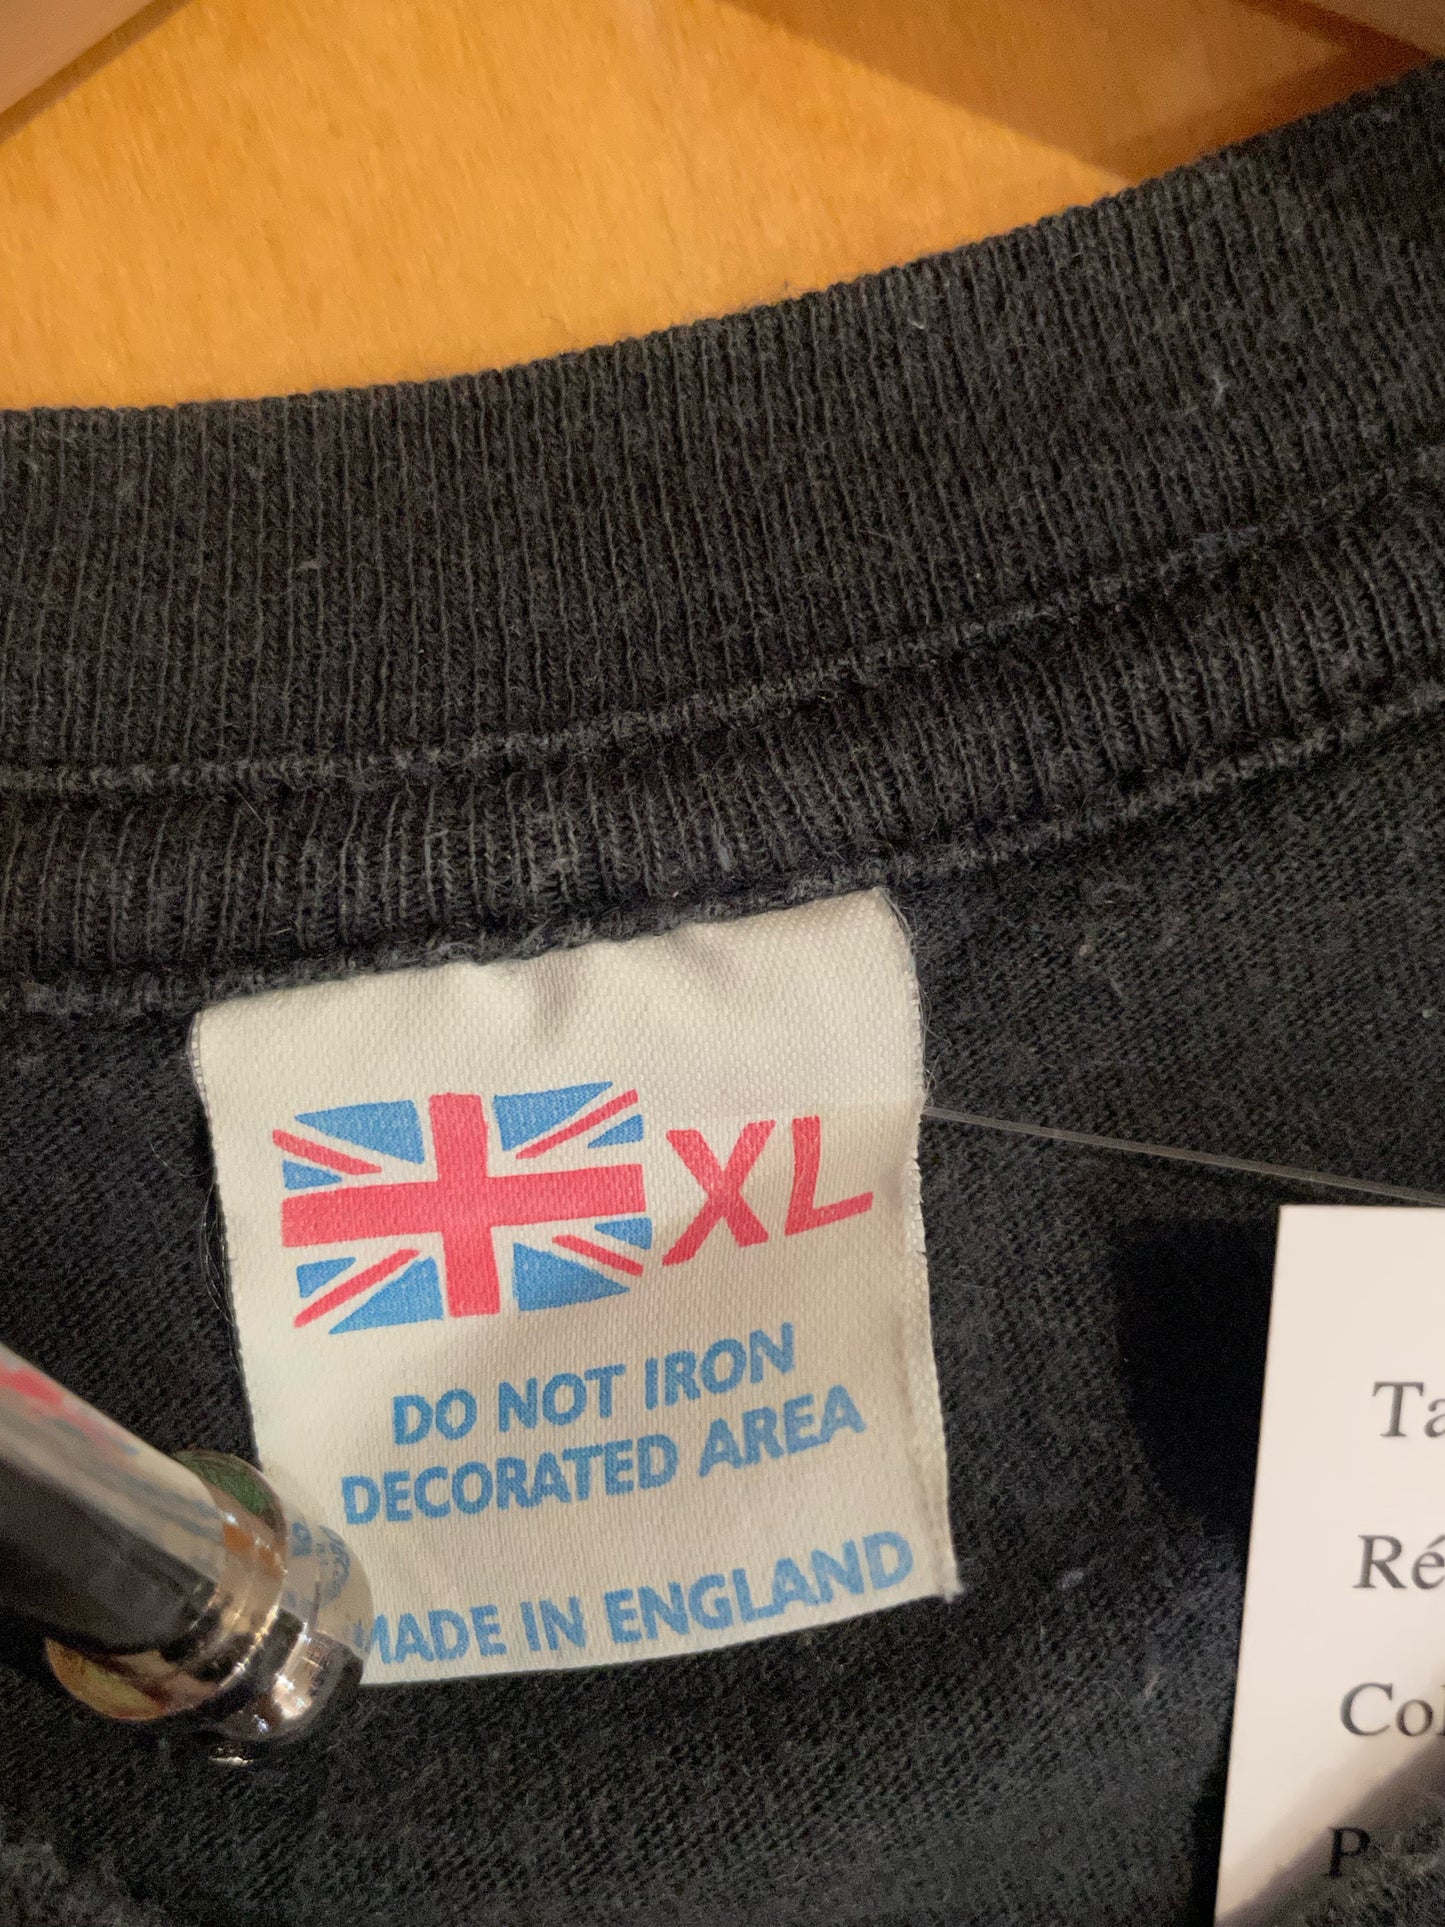 XL
DO NOT IRON
DECORATED AREA
MADE IN ENGLAND